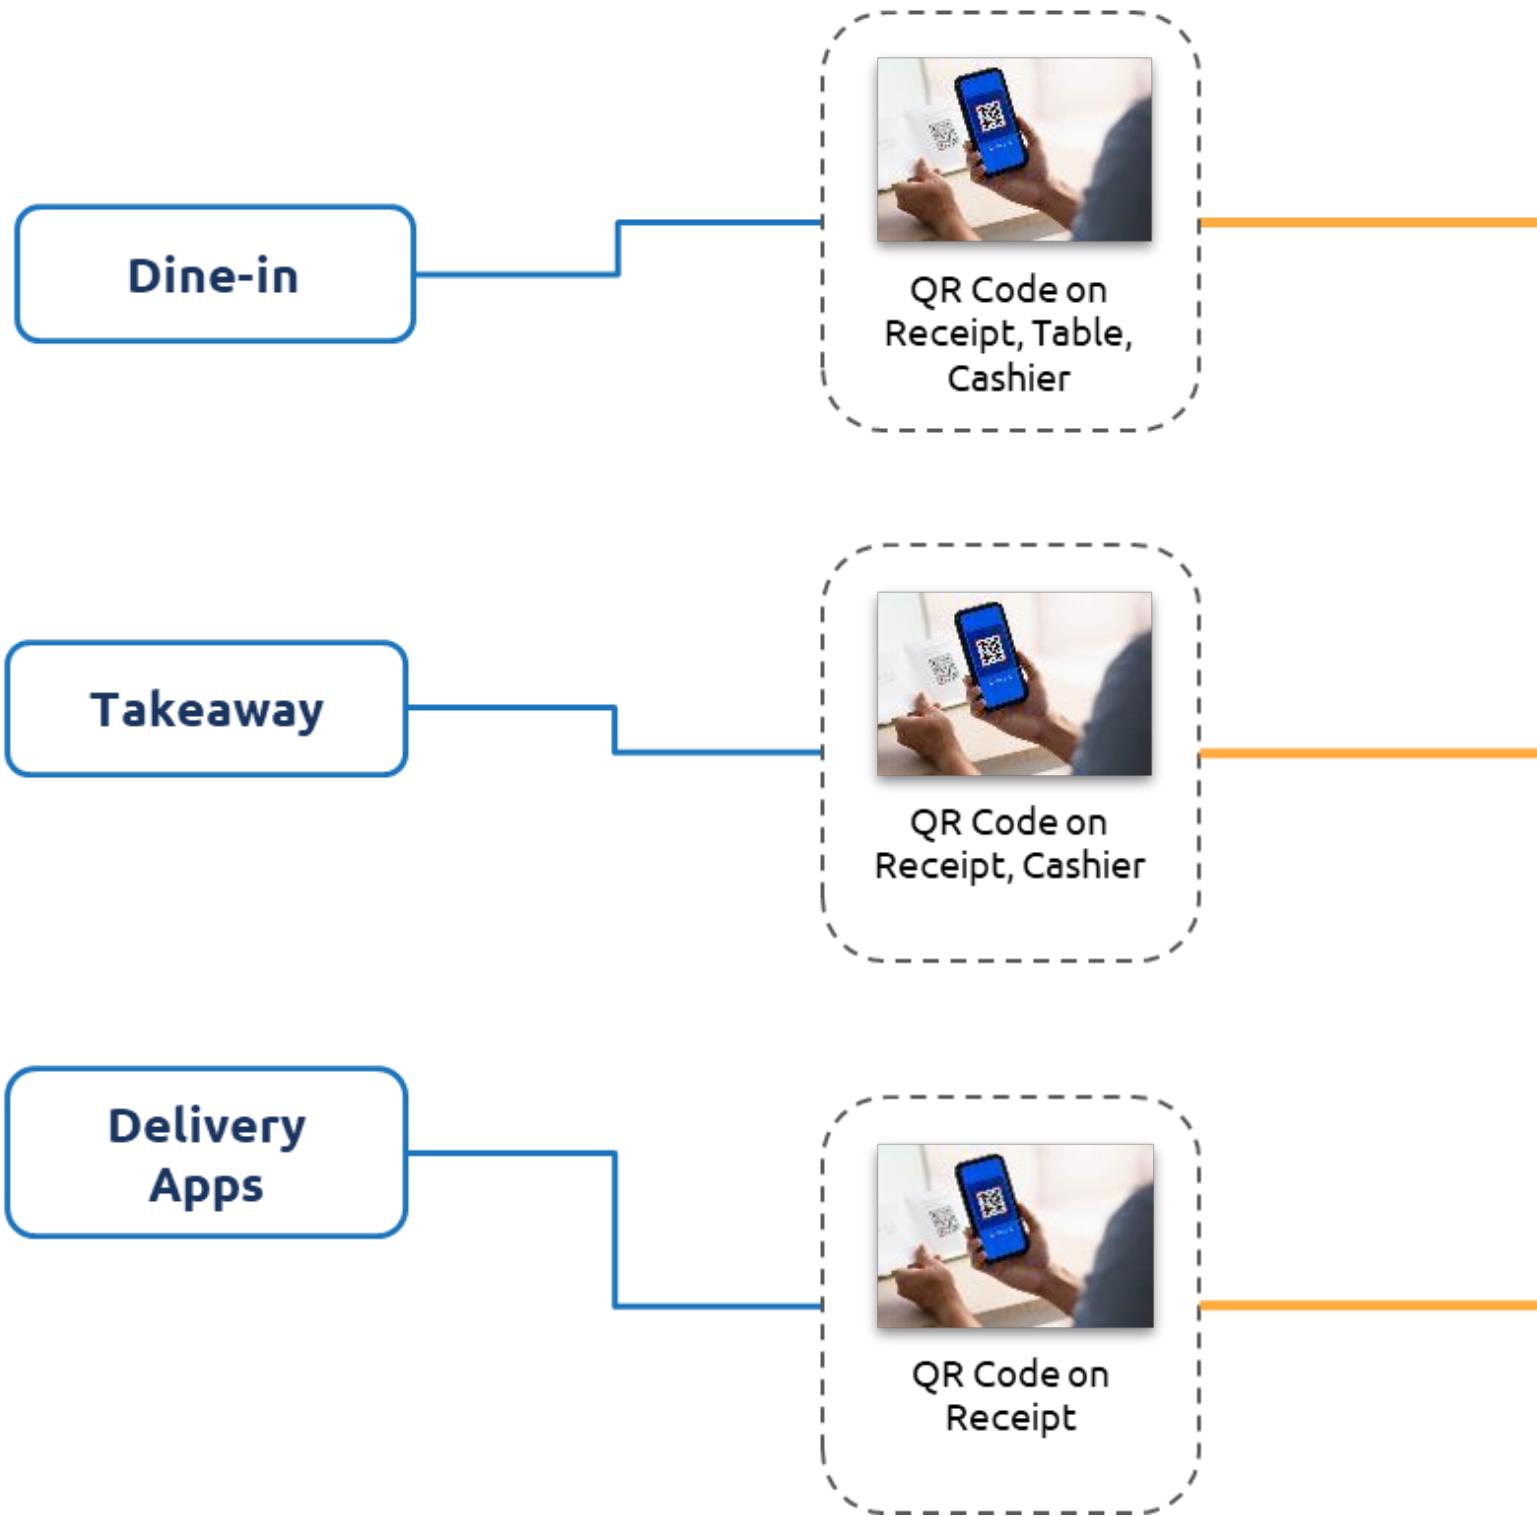 Dine-in
QR Code on
Receipt, Table,
Cashier
Takeaway
QR Code on
Receipt, Cashier
Delivery
Apps
QR Code on
Receipt